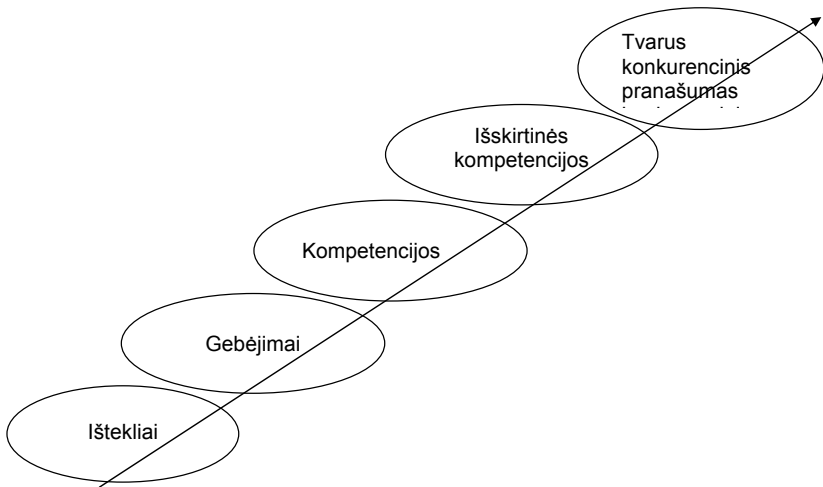 Tvarus
konkurencinis
pranašumas
Išskirtinės
kompetencijos
Kompetencijos
Gebėjimai
Ištekliai